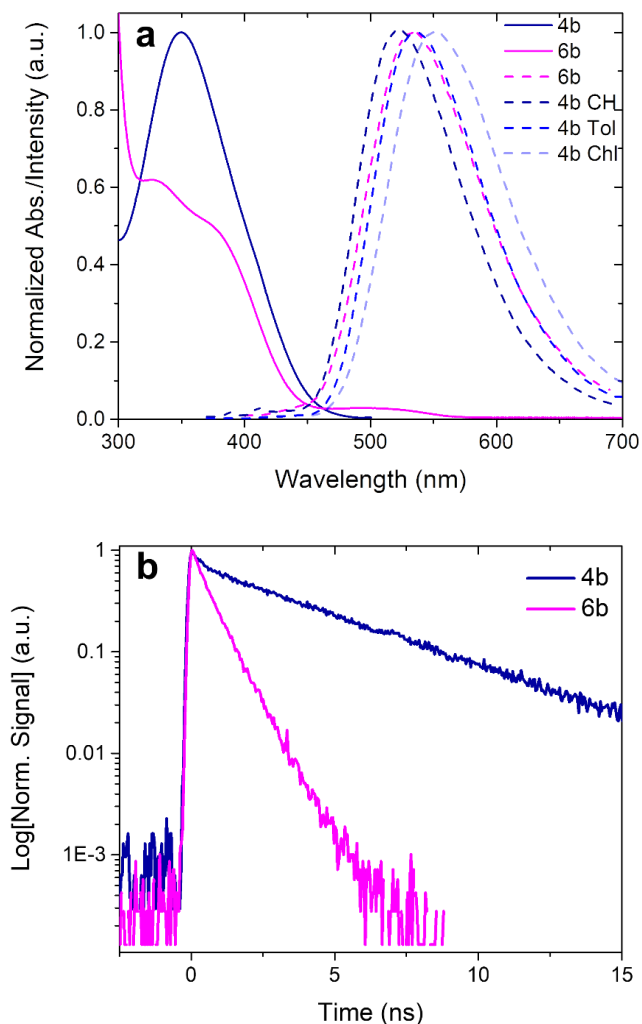 a
4b
6b
6b
4b CH
4b Tol
4b Chl
Normalized Abs./Intensity (a.u.)
1.0
0.8
0.6
0.4
0.2
0.0
300 400 500 600 700
Wavelength (nm)
b
4b
6b
Log[Norm. Signal] (a.u.)
1
0.1
0.01
1E-3
0 5 10 15
Time (ns)